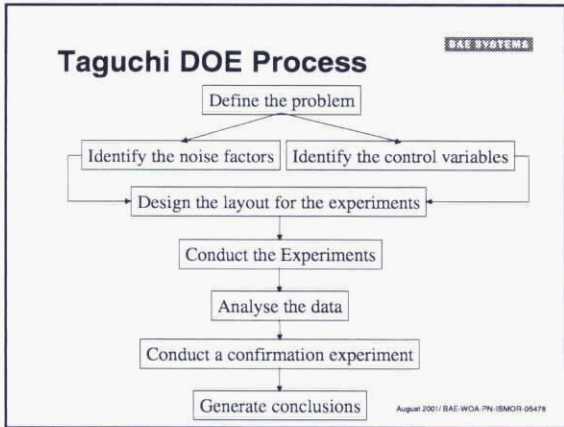 BAE SYSTEMS
Taguchi DOE Process
Define the problem
Identify the noise factors
Identify the control variables
Design the layout for the experiments
Conduct the Experiments
Analyse the data
Conduct a confirmation experiment
Generate conclusions
August 2001/ BAE-WOA-PN-ISMOR-05478